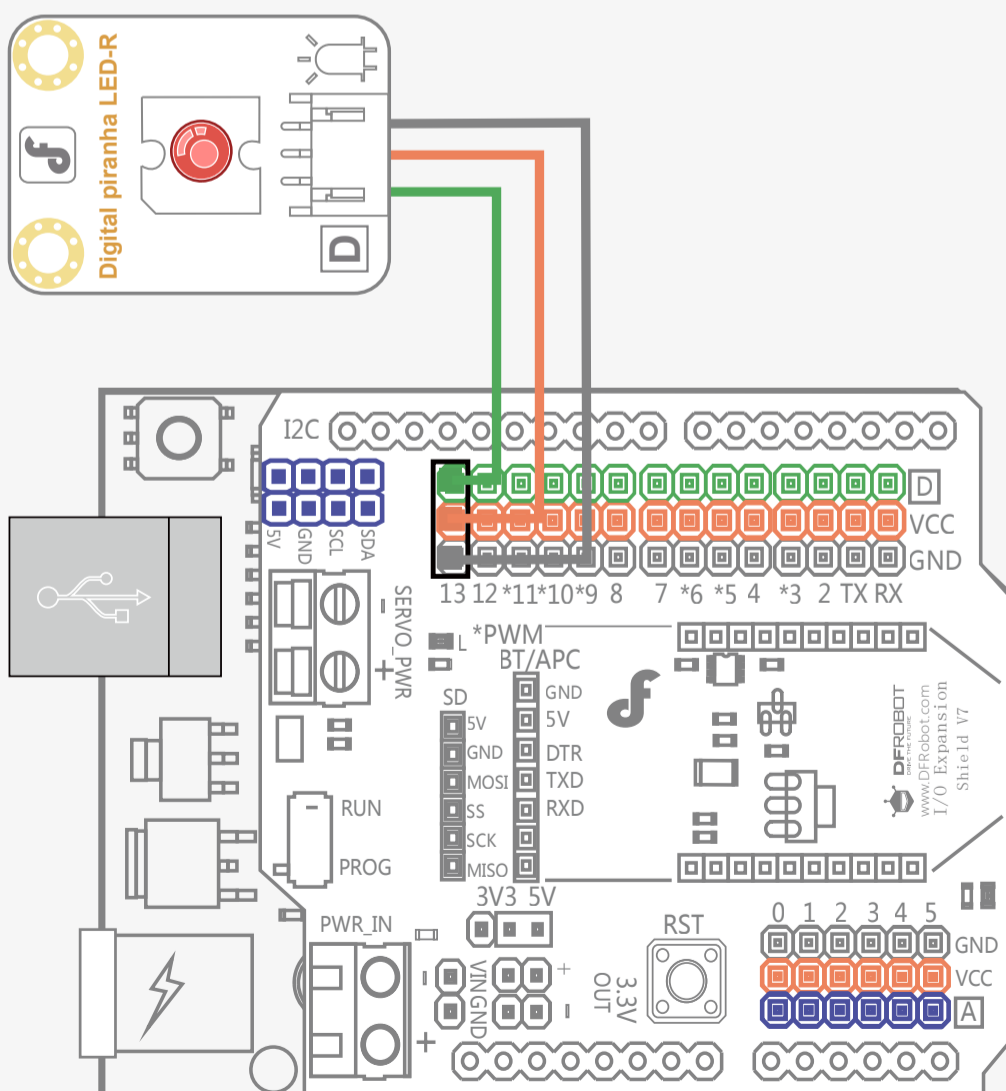 Digital piranha LED-R
D
I2C
5V
GND
SCL
SDA
D
VCC
GND
13 12 *11 *10 *9 8 7 *6 *5 4 *3 2 TX RX
SERVO_PWR
-
+
L
*PWM
BT/APC
GND
5V
DTR
TXD
RXD
SD
5V
GND
MOSI
SS
SCK
MISO
DFROBOT
DRIVE THE FUTURE
www.DFRobot.com
I/O Expansion
Shield V7
RUN
PROG
3V3 5V
PWR_IN
-
+
VIN
GND
+
-
3.3V
OUT
RST
0 1 2 3 4 5
GND
VCC
A